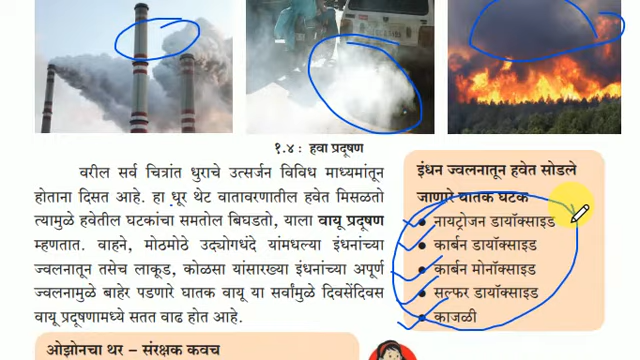 १.४ : हवा प्रदूषण
वरील सर्व चित्रांत धुराचे उत्सर्जन विविध माध्यमांतून
होताना दिसत आहे. हा धूर थेट वातावरणातील हवेत मिसळतो
त्यामुळे हवेतील घटकांचा समतोल बिघडतो, याला वायू प्रदूषण
म्हणतात. वाहने, मोठमोठे उद्योगधंदे यांमधल्या इंधनांच्या
ज्वलनातून तसेच लाकूड, कोळसा यांसारख्या इंधनांच्या अपूर्ण
ज्वलनामुळे बाहेर पडणारे घातक वायू या सर्वांमुळे दिवसेंदिवस
वायू प्रदूषणामध्ये सतत वाढ होत आहे.
इंधन ज्वलनातून हवेत सोडले
जाणारे घातक घटक
• नायट्रोजन डायॉक्साइड
• कार्बन डायॉक्साइड
• कार्बन मोनॉक्साइड
• सल्फर डायॉक्साइड
• काजळी
ओझोनचा थर – संरक्षक कवच